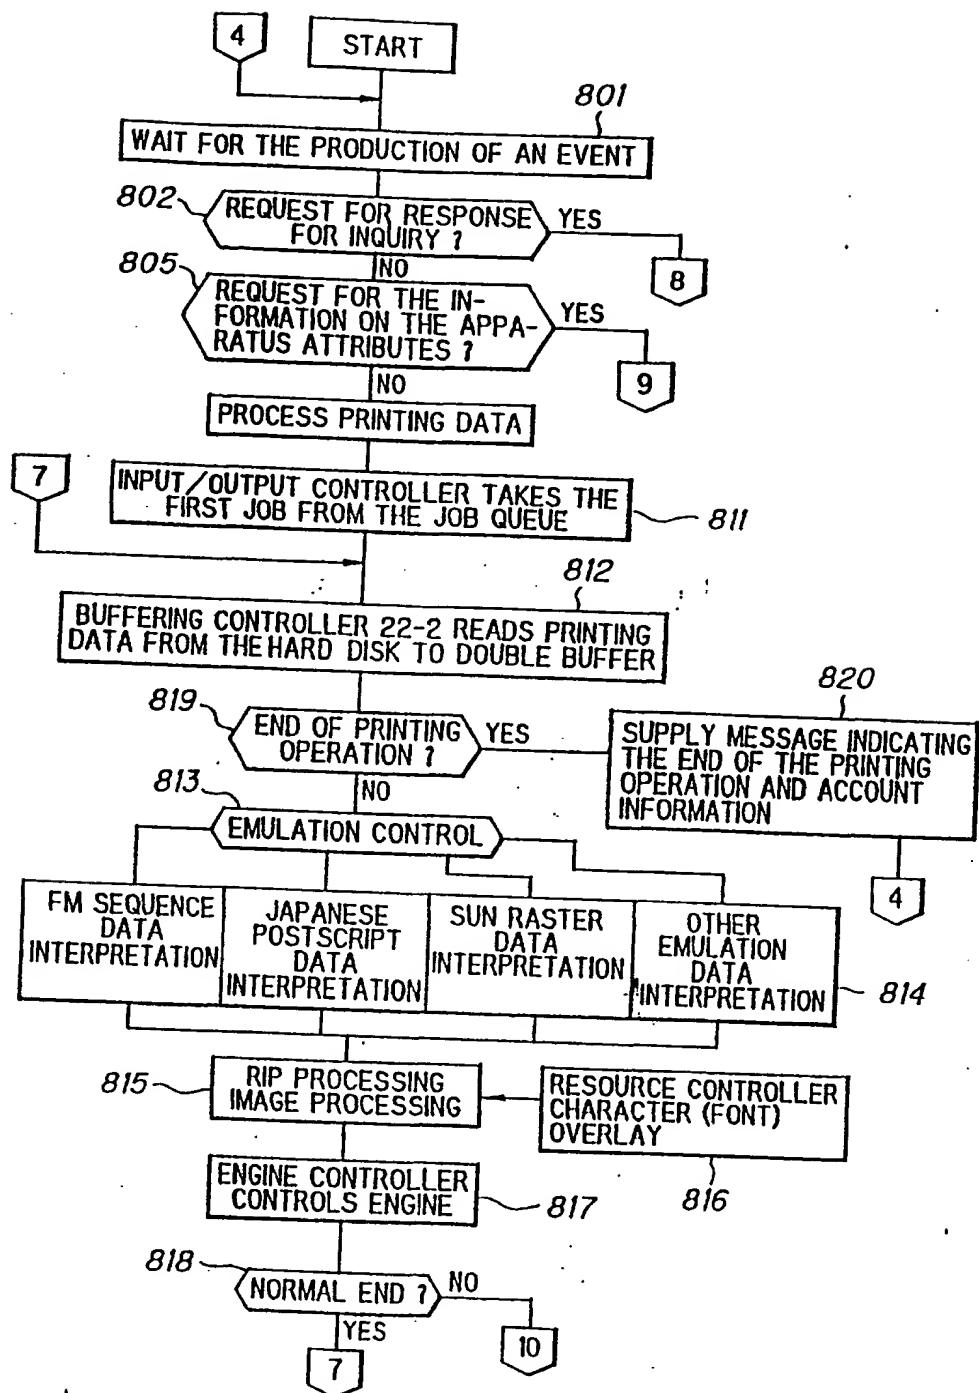 4
START
801
WAIT FOR THE PRODUCTION OF AN EVENT
802
REQUEST FOR RESPONSE
FOR INQUIRY ?
YES
8
NO
805
REQUEST FOR THE IN-
FORMATION ON THE APPA-
RATUS ATTRIBUTES ?
YES
9
NO
PROCESS PRINTING DATA
7
INPUT/OUTPUT CONTROLLER TAKES THE
FIRST JOB FROM THE JOB QUEUE
811
812
BUFFERING CONTROLLER 22-2 READS PRINTING
DATA FROM THE HARD DISK TO DOUBLE BUFFER
819
END OF PRINTING
OPERATION ?
YES
820
SUPPLY MESSAGE INDICATING
THE END OF THE PRINTING
OPERATION AND ACCOUNT
INFORMATION
4
NO
813
EMULATION CONTROL
FM SEQUENCE
DATA
INTERPRETATION
JAPANESE
POSTSCRIPT
DATA
INTERPRETATION
SUN RASTER
DATA
INTERPRETATION
OTHER
EMULATION
DATA
INTERPRETATION
814
815
RIP PROCESSING
IMAGE PROCESSING
RESOURCE CONTROLLER
CHARACTER (FONT)
OVERLAY
816
ENGINE CONTROLLER
CONTROLS ENGINE
817
818
NORMAL END ?
NO
10
YES
7